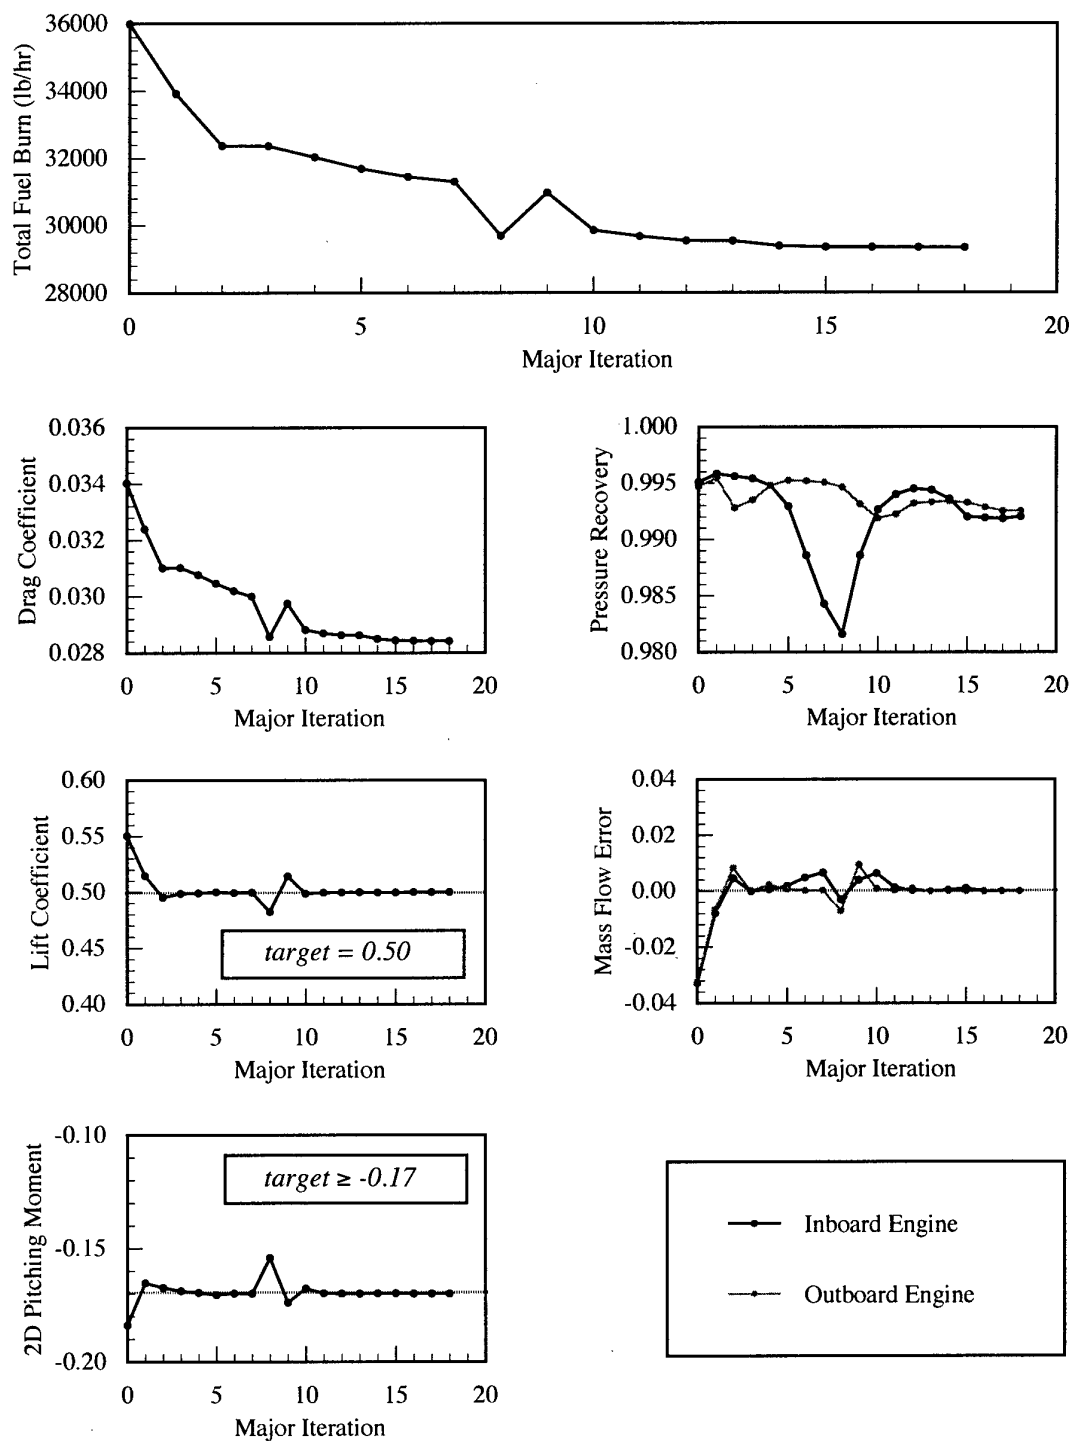 36000
34000
32000
30000
28000
Total Fuel Burn (lb/hr)
0 5 10 15 20
Major Iteration
0.036
0.034
0.032
0.030
0.028
Drag Coefficient
0 5 10 15 20
Major Iteration
1.000
0.995
0.990
0.985
0.980
Pressure Recovery
0 5 10 15 20
Major Iteration
0.60
0.55
0.50
0.45
0.40
Lift Coefficient
target = 0.50
0 5 10 15 20
Major Iteration
0.04
0.02
0.00
-0.02
-0.04
Mass Flow Error
0 5 10 15 20
Major Iteration
-0.10
-0.15
-0.20
2D Pitching Moment
target ≥ -0.17
0 5 10 15 20
Major Iteration
Inboard Engine
Outboard Engine